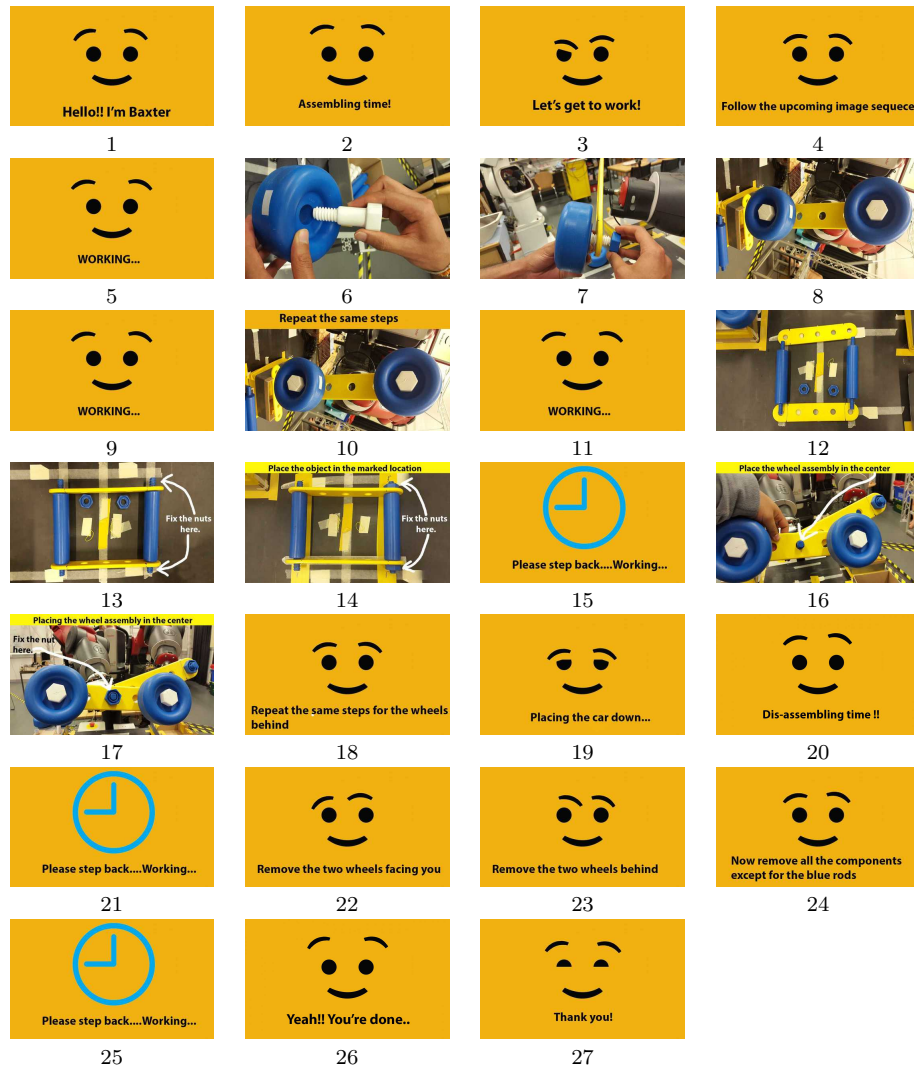 Hello!! I'm Baxter
1
Assembling time!
2
Let's get to work!
3
Follow the upcoming image sequece
4
WORKING...
5
6
7
8
WORKING...
9
Repeat the same steps
10
WORKING...
11
12
Fix the nuts
here.
13
Place the object in the marked location
Fix the nuts
here.
14
Please step back....Working...
15
Place the wheel assembly in the center
16
Placing the wheel assembly in the center
Fix the nut
here.
17
Repeat the same steps for the wheels
behind
18
Placing the car down...
19
Dis-assembling time !!
20
Please step back....Working...
21
Remove the two wheels facing you
22
Remove the two wheels behind
23
Now remove all the components
except for the blue rods
24
Please step back....Working...
25
Yeah!! You're done..
26
Thank you!
27